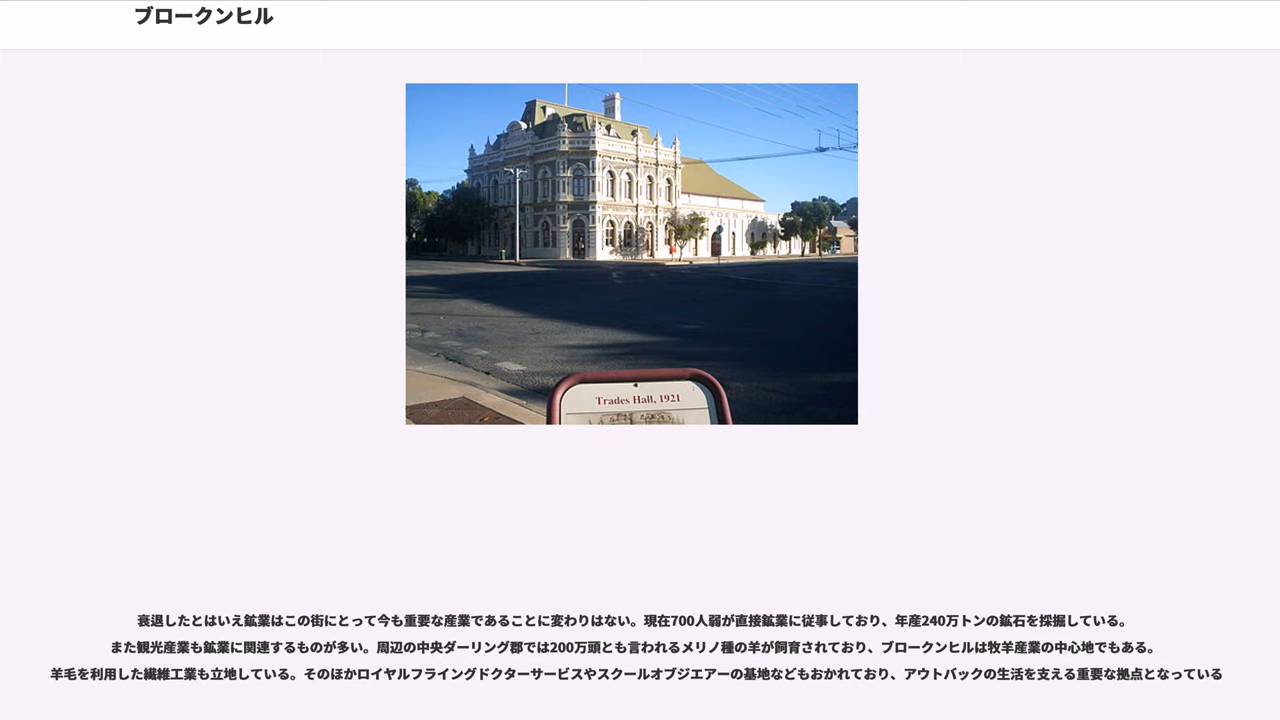 ブロークンヒル
TRADES H
Trades Hall, 1921
衰退したとはいえ鉱業はこの街にとって今も重要な産業であることに変わりはない。現在700人弱が直接鉱業に従事しており、年産240万トンの鉱石を採掘している。
また観光産業も鉱業に関連するものが多い。周辺の中央ダーリング郡では200万頭とも言われるメリノ種の羊が飼育されており、ブロークンヒルは牧羊産業の中心地でもある。
羊毛を利用した繊維工業も立地している。そのほかロイヤルフライングドクターサービスやスクールオブジエアーの基地などもおかれており、アウトバックの生活を支える重要な拠点となっている